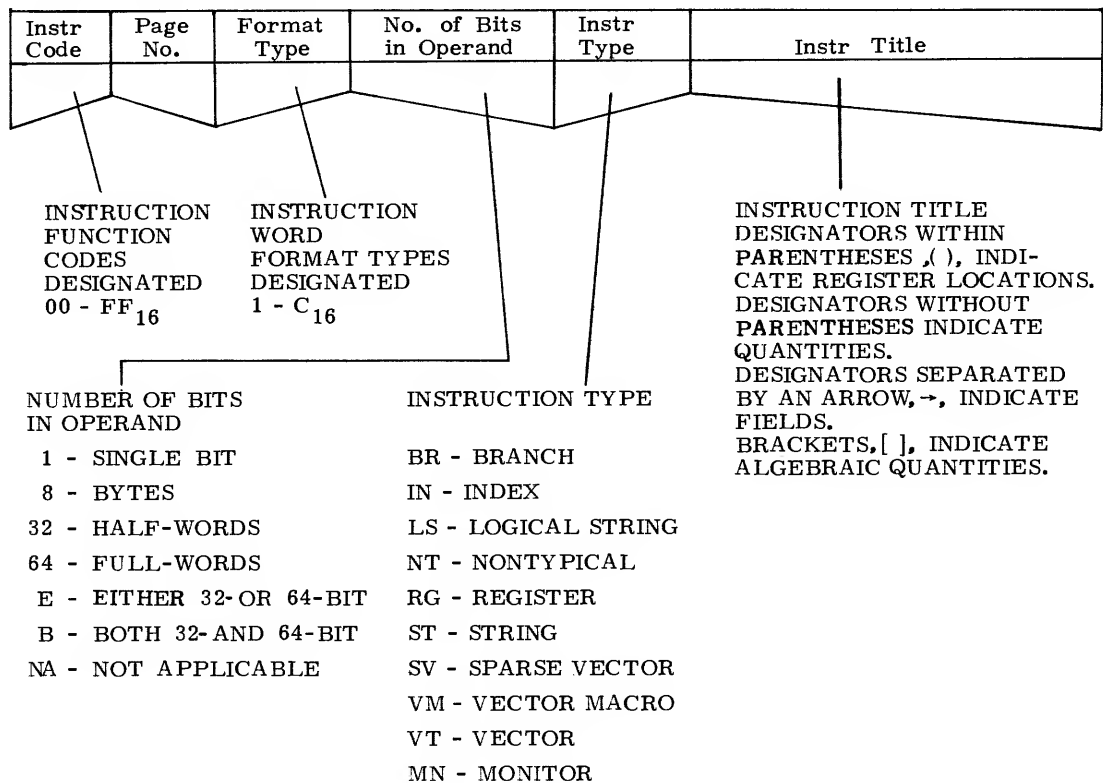 Instr Code
Page No.
Format Type
No. of Bits in Operand
Instr Type
Instr Title
INSTRUCTION
FUNCTION
CODES
DESIGNATED
00 - FF16
INSTRUCTION
WORD
FORMAT TYPES
DESIGNATED
1 - C16
INSTRUCTION TITLE
DESIGNATORS WITHIN
PARENTHESES ,( ), INDI-
CATE REGISTER LOCATIONS.
DESIGNATORS WITHOUT
PARENTHESES INDICATE
QUANTITIES.
DESIGNATORS SEPARATED
BY AN ARROW,→, INDICATE
FIELDS.
BRACKETS,[ ], INDICATE
ALGEBRAIC QUANTITIES.
NUMBER OF BITS
IN OPERAND
1 - SINGLE BIT
8 - BYTES
32 - HALF-WORDS
64 - FULL-WORDS
E - EITHER 32-OR 64-BIT
B - BOTH 32-AND 64-BIT
NA - NOT APPLICABLE
INSTRUCTION TYPE
BR - BRANCH
IN - INDEX
LS - LOGICAL STRING
NT - NONTYPICAL
RG - REGISTER
ST - STRING
SV - SPARSE VECTOR
VM - VECTOR MACRO
VT - VECTOR
MN - MONITOR